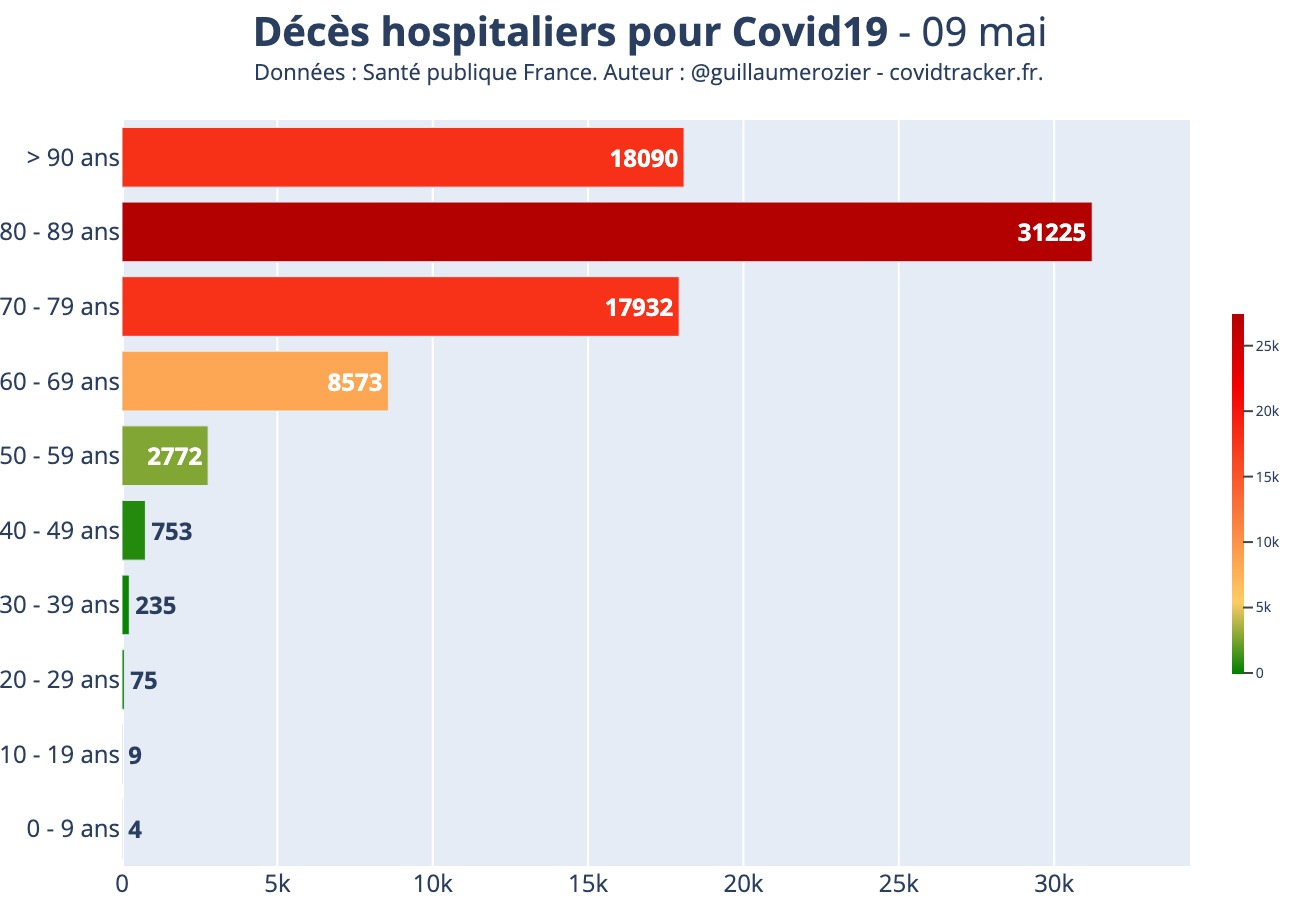 Décès hospitaliers pour Covid19 - 09 mai
Données : Santé publique France. Auteur : @guillaumerozier - covidtracker.fr.
> 90 ans 18090
80 - 89 ans 31225
70 - 79 ans 17932
60 - 69 ans 8573
50 - 59 ans 2772
40 - 49 ans 753
30 - 39 ans 235
20 - 29 ans 75
10 - 19 ans 9
0 - 9 ans 4
0 5k 10k 15k 20k 25k 30k
25k
20k
15k
10k
5k
0